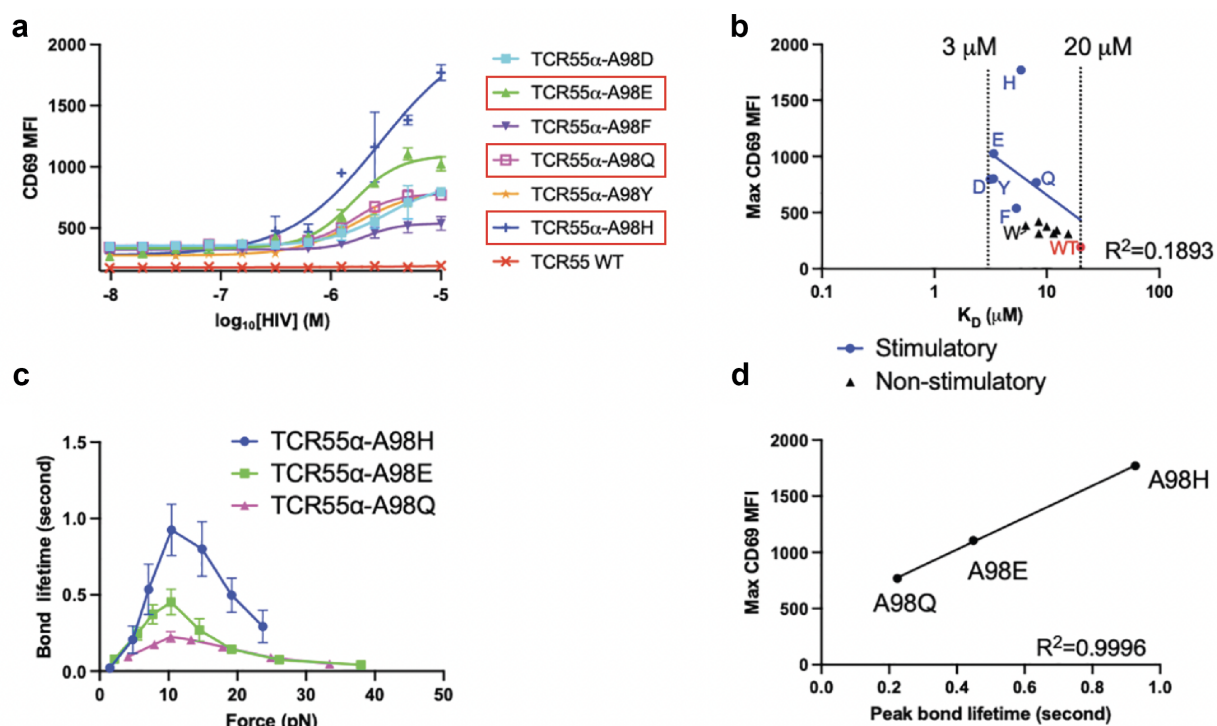 a
2000
1500
1000
500
CD69 MFI
-8
-7
-6
-5
log₁₀[HIV] (M)
TCR55α-A98D
TCR55α-A98E
TCR55α-A98F
TCR55α-A98Q
TCR55α-A98Y
TCR55α-A98H
TCR55 WT
b
3 μM
20 μM
2000
1500
1000
500
0
Max CD69 MFI
H
E
D
Y
Q
F
W
WT
R²=0.1893
0.1
1
10
100
K_D (μM)
Stimulatory
Non-stimulatory
c
1.5
1.0
0.5
0.0
Bond lifetime (second)
TCR55α-A98H
TCR55α-A98E
TCR55α-A98Q
0
10
20
30
40
50
Force (pN)
d
2000
1500
1000
500
0
Max CD69 MFI
A98H
A98E
A98Q
R²=0.9996
0.0
0.2
0.4
0.6
0.8
1.0
Peak bond lifetime (second)